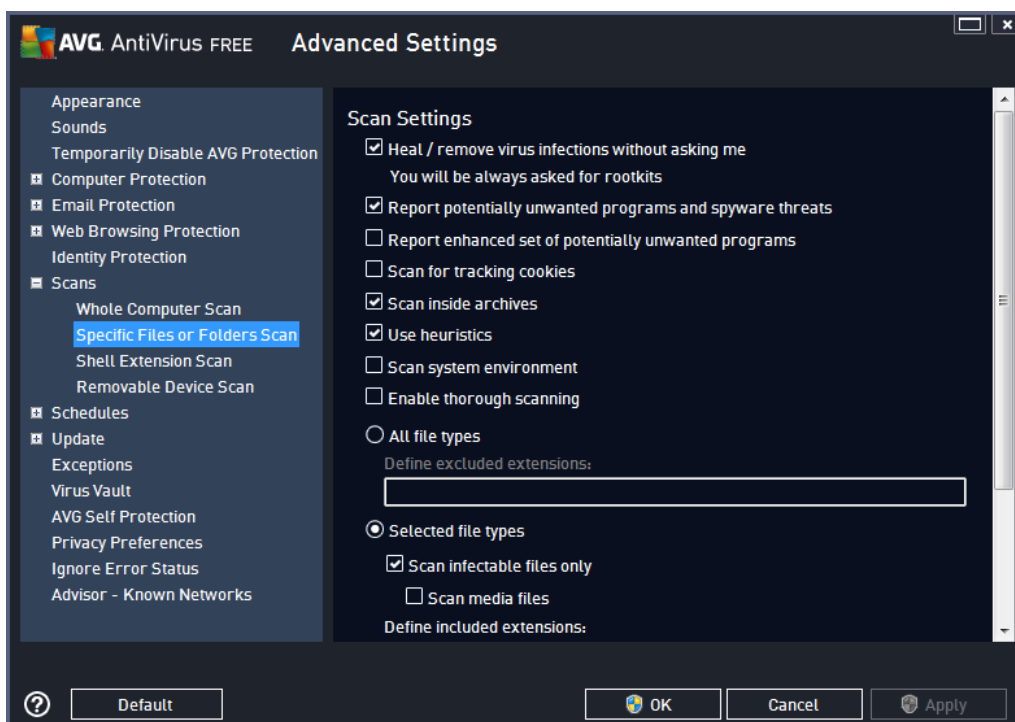 AVG. AntiVirus FREE Advanced Settings
Appearance
Sounds
Temporarily Disable AVG Protection
Computer Protection
Email Protection
Web Browsing Protection
Identity Protection
Scans
Whole Computer Scan
Specific Files or Folders Scan
Shell Extension Scan
Removable Device Scan
Schedules
Update
Exceptions
Virus Vault
AVG Self Protection
Privacy Preferences
Ignore Error Status
Advisor - Known Networks
Scan Settings
Heal / remove virus infections without asking me
You will be always asked for rootkits
Report potentially unwanted programs and spyware threats
Report enhanced set of potentially unwanted programs
Scan for tracking cookies
Scan inside archives
Use heuristics
Scan system environment
Enable thorough scanning
All file types
Define excluded extensions:
Selected file types
Scan infectable files only
Scan media files
Define included extensions:
? Default OK Cancel Apply